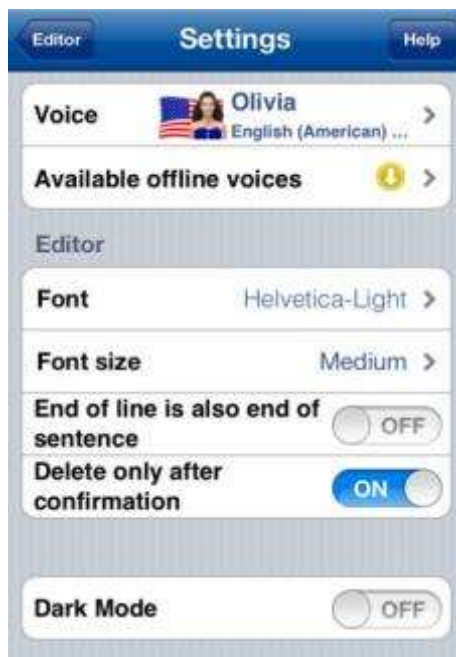 Editor Settings Help
Voice Olivia
English (American) ...
Available offline voices
Editor
Font Helvetica-Light
Font size Medium
End of line is also end of
sentence OFF
Delete only after
confirmation ON
Dark Mode OFF